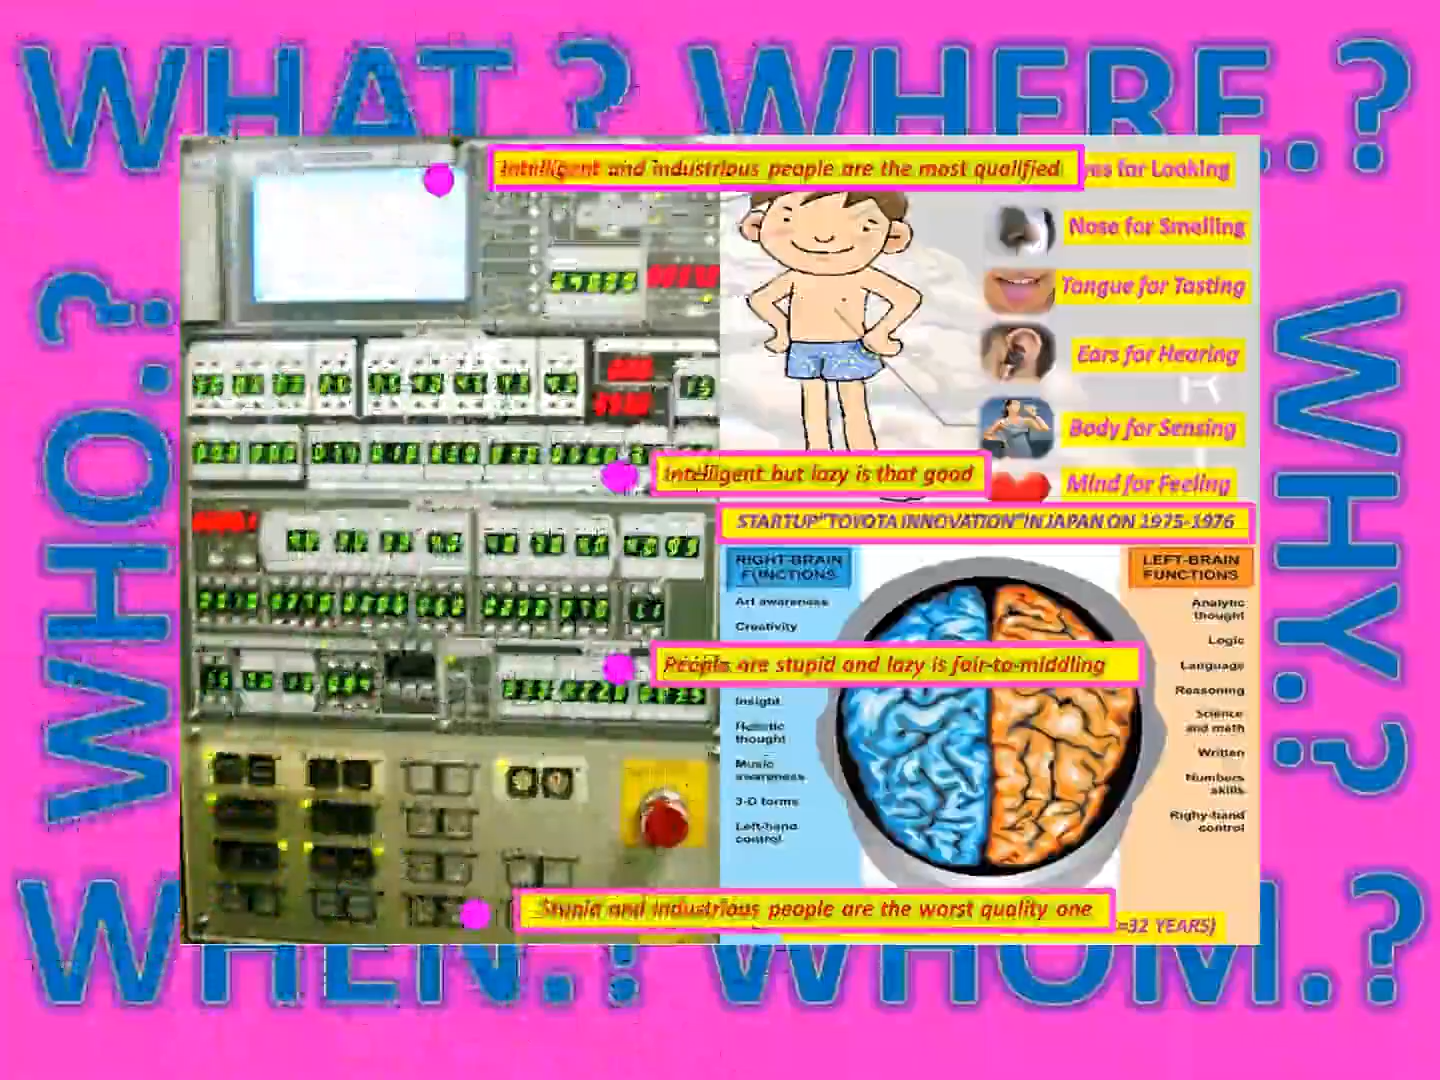 WHAT.? WHERE.?
WHO.?
WHY.?
WHEN.? WHOM.?
Intelligent and industrious people are the most qualified
for Looking
Nose for Smelling
Tongue for Tasting
Ears for Hearing
Body for Sensing
Intelligent but lazy is that good
Mind for Feeling
STARTUP"TOYOTA INNOVATION"IN JAPAN ON 1975-1976
RIGHT-BRAIN
FUNCTIONS
Art awareness
Creativity
Insight
Holistic
thought
Music
awareness
3-D forms
Left-hand
control
LEFT-BRAIN
FUNCTIONS
Analytic
thought
Logic
Language
Reasoning
Science
and math
Written
Numbers
skills
Righy-hand
control
People are stupid and lazy is fair-to-middling
Stupid and industrious people are the worst quality one
=32 YEARS)